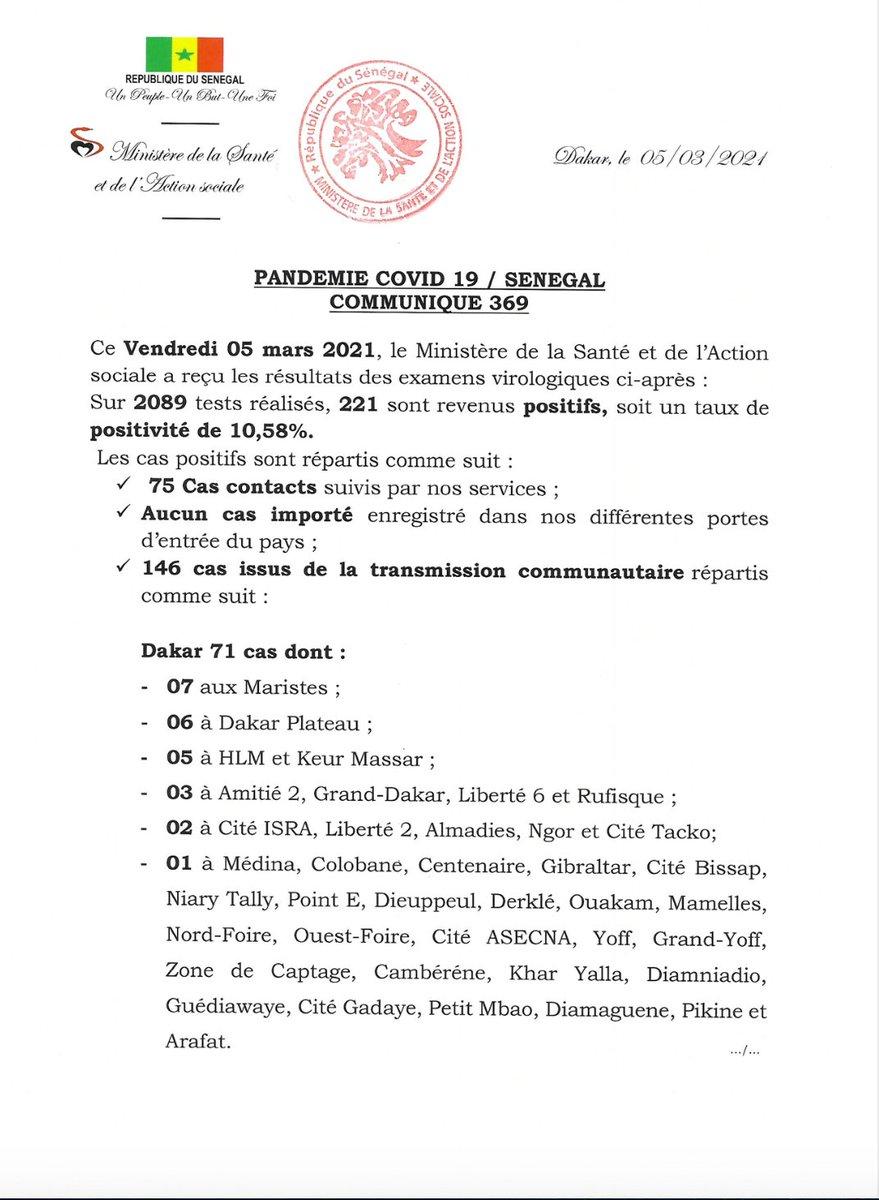 REPUBLIQUE DU SENEGAL
Un Peuple-Un But-Une Foi
Ministère de la Santé
et de l'Action sociale
République du Sénégal
MINISTERE DE LA SANTE ET DE L'ACTION SOCIALE
Dakar, le 05/03/2021
PANDEMIE COVID 19 / SENEGAL
COMMUNIQUE 369
Ce Vendredi 05 mars 2021, le Ministère de la Santé et de l'Action
sociale a reçu les résultats des examens virologiques ci-après :
Sur 2089 tests réalisés, 221 sont revenus positifs, soit un taux de
positivité de 10,58%.
Les cas positifs sont répartis comme suit :
✓ 75 Cas contacts suivis par nos services ;
✓ Aucun cas importé enregistré dans nos différentes portes
d'entrée du pays ;
✓ 146 cas issus de la transmission communautaire répartis
comme suit :
Dakar 71 cas dont :
- 07 aux Maristes ;
- 06 à Dakar Plateau ;
- 05 à HLM et Keur Massar ;
- 03 à Amitié 2, Grand-Dakar, Liberté 6 et Rufisque ;
- 02 à Cité ISRA, Liberté 2, Almadies, Ngor et Cité Tacko;
- 01 à Médina, Colobane, Centenaire, Gibraltar, Cité Bissap,
Niary Tally, Point E, Dieuppeul, Derklé, Ouakam, Mamelles,
Nord-Foire, Ouest-Foire, Cité ASECNA, Yoff, Grand-Yoff,
Zone de Captage, Cambéréne, Khar Yalla, Diamniadio,
Guédiawaye, Cité Gadaye, Petit Mbao, Diamaguene, Pikine et
Arafat.
.../...